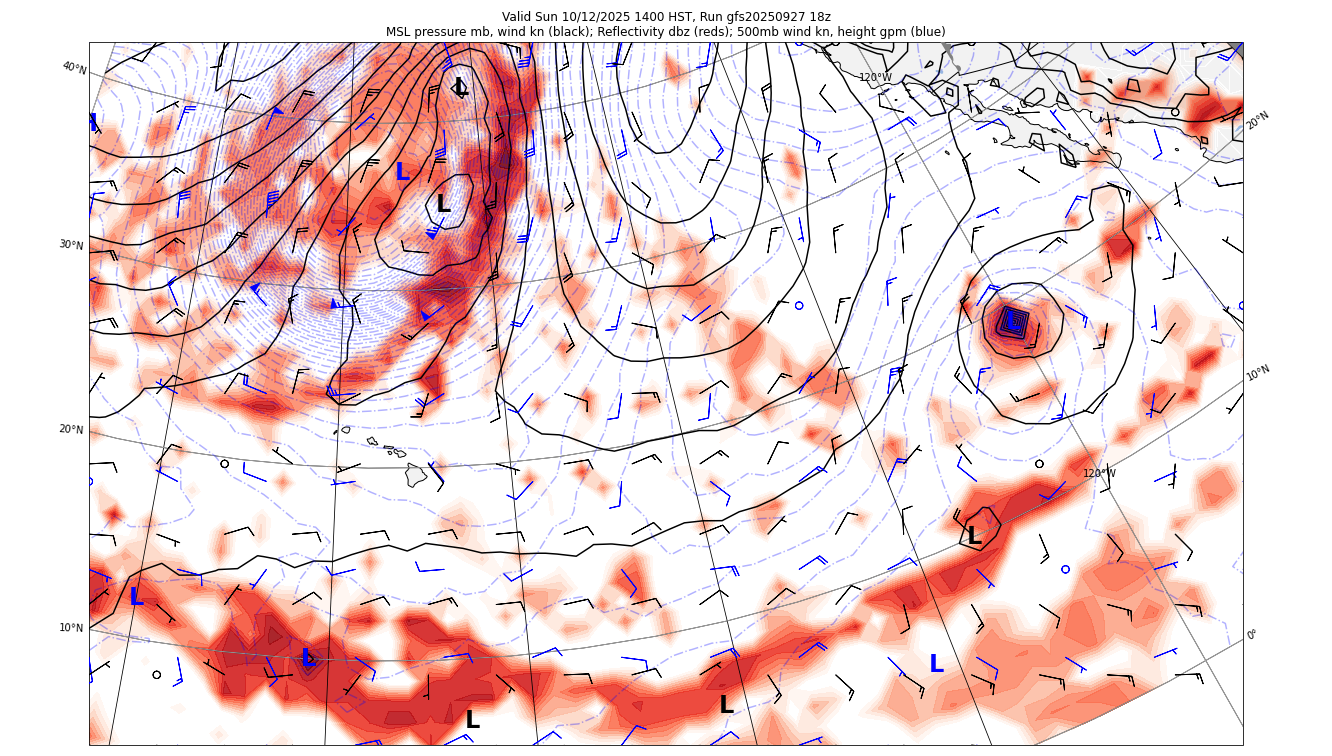 Valid Sun 10/12/2025 1400 HST, Run gfs20250927 18z
MSL pressure mb, wind kn (black); Reflectivity dbz (reds); 500mb wind kn, height gpm (blue)
40°N
120°W
20°N
L
L
L
30°N
L
10°N
20°N
120°W
L
L
10°N
0°
L
L
L
L